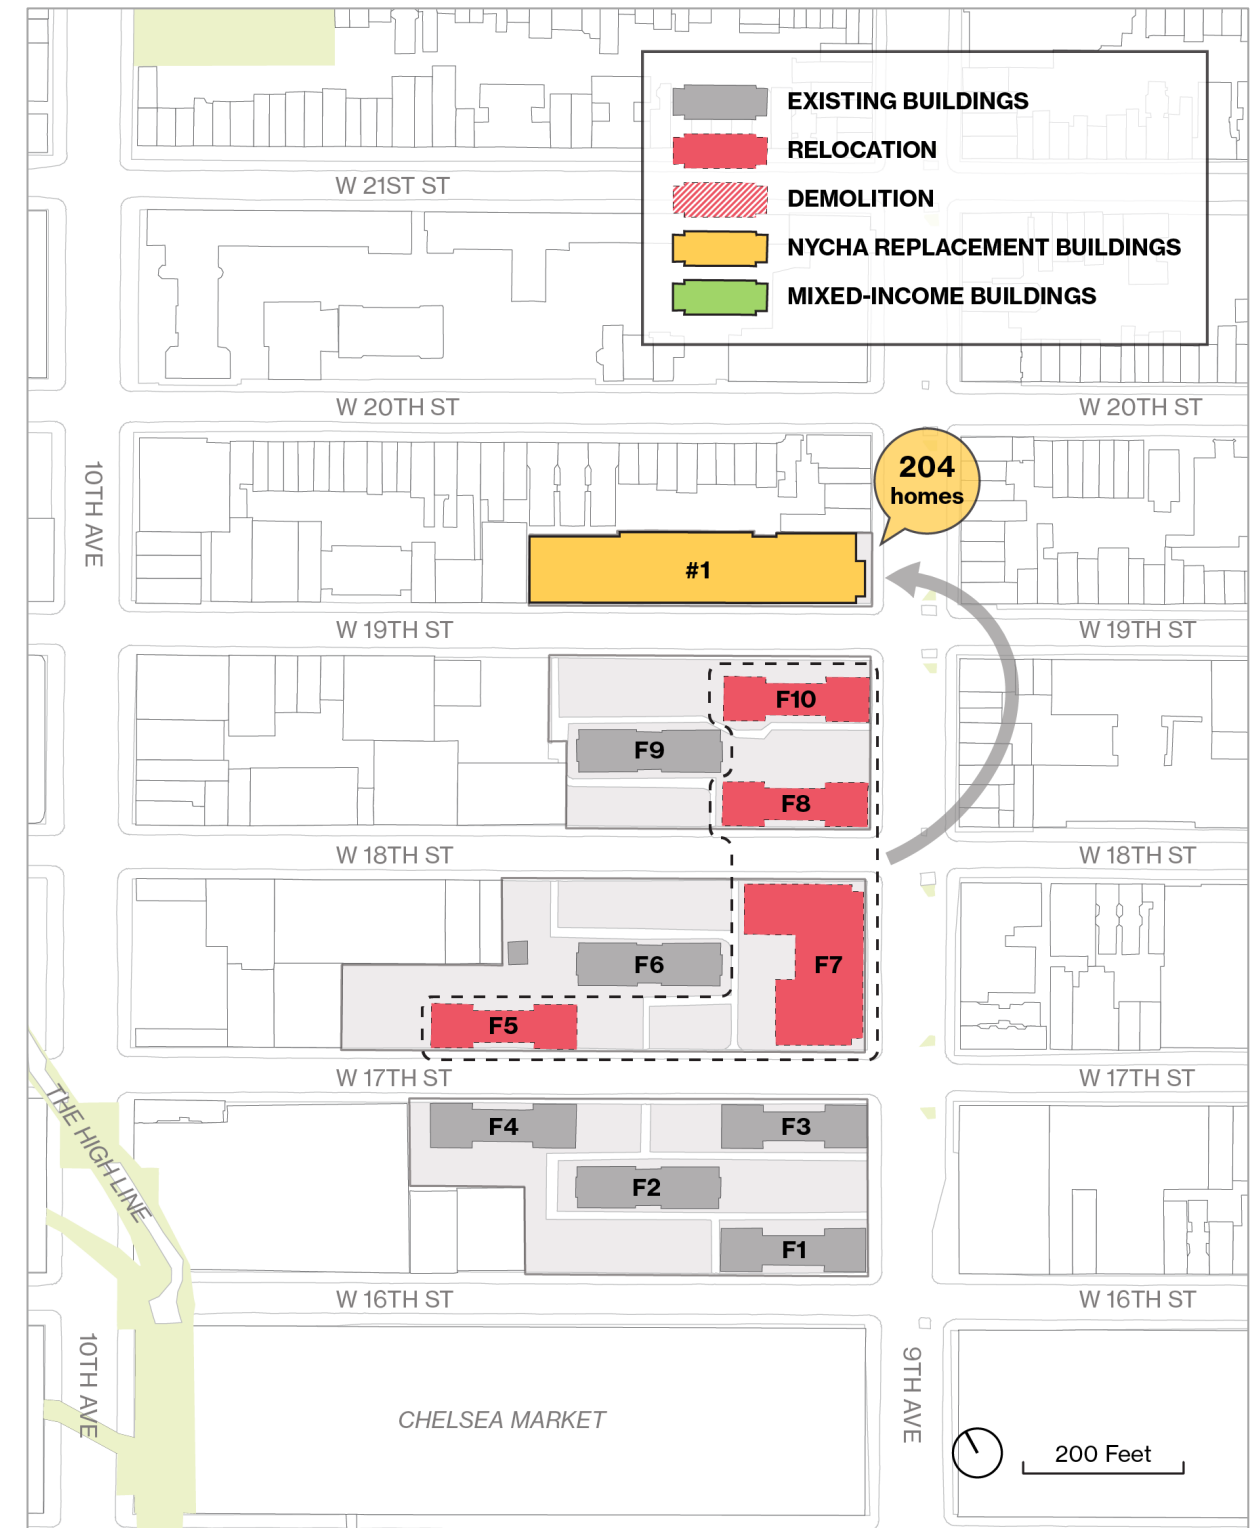 EXISTING BUILDINGS
RELOCATION
DEMOLITION
NYCHA REPLACEMENT BUILDINGS
MIXED-INCOME BUILDINGS
W 21ST ST
W 20TH ST
W 20TH ST
10TH AVE
204
homes
#1
W 19TH ST
W 19TH ST
F10
F9
F8
W 18TH ST
W 18TH ST
F6
F7
F5
W 17TH ST
W 17TH ST
THE HIGH LINE
F4
F3
F2
F1
W 16TH ST
W 16TH ST
10TH AVE
9TH AVE
CHELSEA MARKET
200 Feet